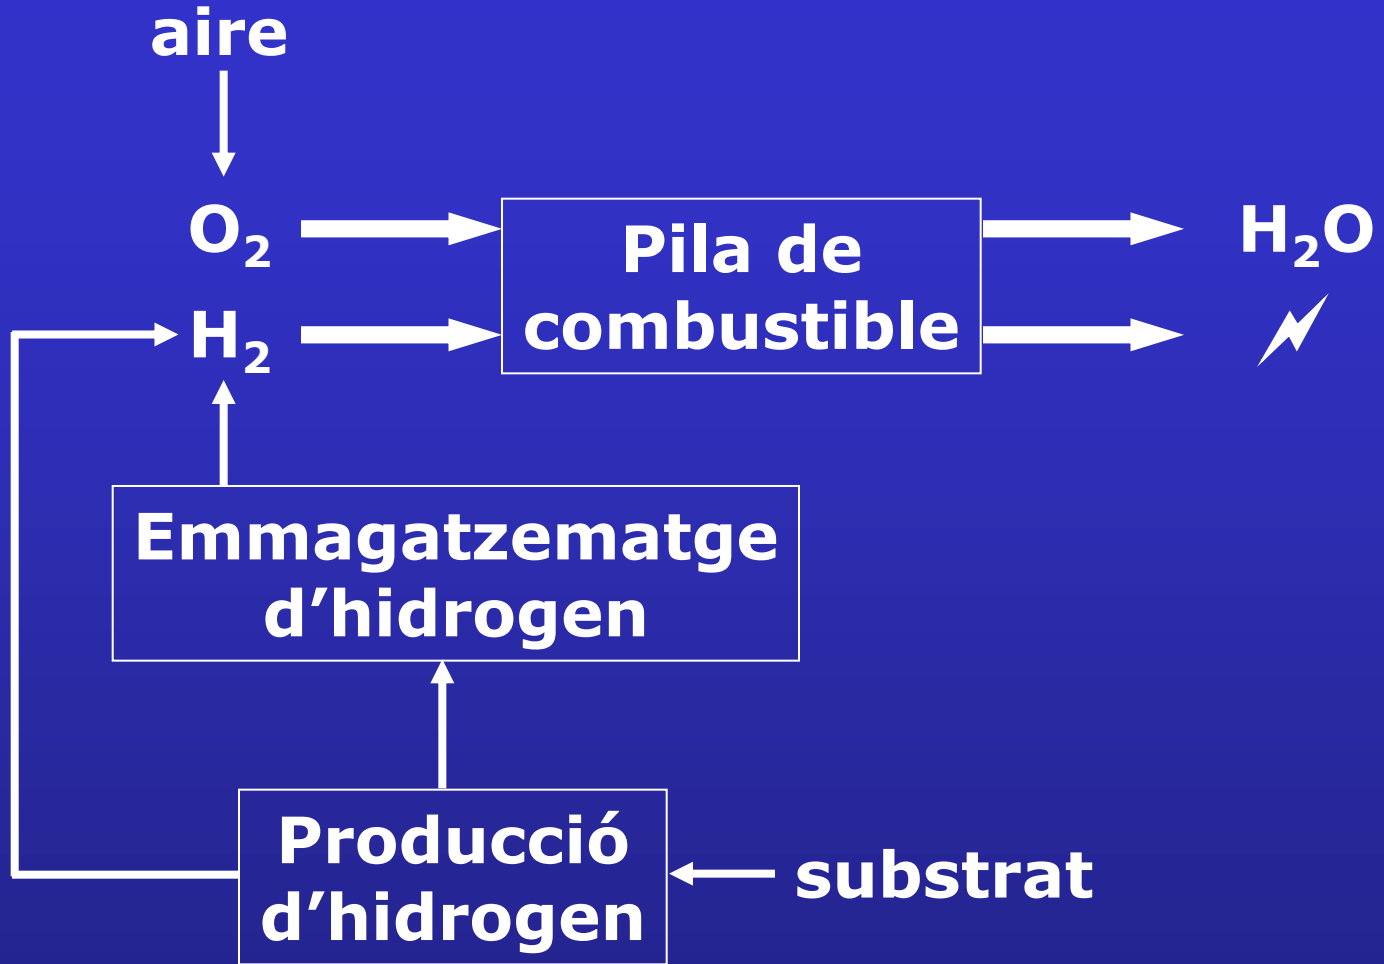 aire
O₂
Pila de
combustible
H₂O
H₂
Emmagatzematge
d’hidrogen
Producció
d’hidrogen
substrat